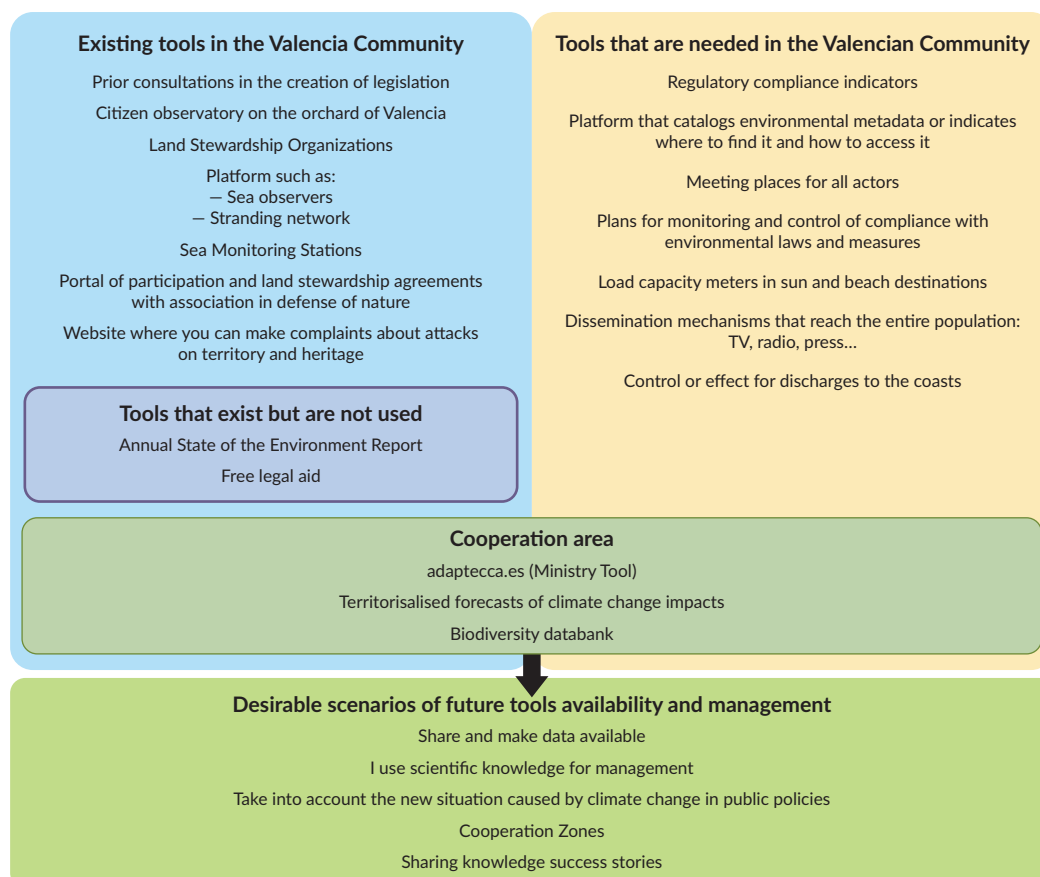 Existing tools in the Valencia Community
Prior consultations in the creation of legislation
Citizen observatory on the orchard of Valencia
Land Stewardship Organizations
Platform such as:
— Sea observers
— Stranding network
Sea Monitoring Stations
Portal of participation and land stewardship agreements
with association in defense of nature
Website where you can make complaints about attacks
on territory and heritage
Tools that exist but are not used
Annual State of the Environment Report
Free legal aid
Tools that are needed in the Valencian Community
Regulatory compliance indicators
Platform that catalogs environmental metadata or indicates
where to find it and how to access it
Meeting places for all actors
Plans for monitoring and control of compliance with
environmental laws and measures
Load capacity meters in sun and beach destinations
Dissemination mechanisms that reach the entire population:
TV, radio, press...
Control or effect for discharges to the coasts
Cooperation area
adaptecca.es (Ministry Tool)
Territorialised forecasts of climate change impacts
Biodiversity databank
Desirable scenarios of future tools availability and management
Share and make data available
I use scientific knowledge for management
Take into account the new situation caused by climate change in public policies
Cooperation Zones
Sharing knowledge success stories